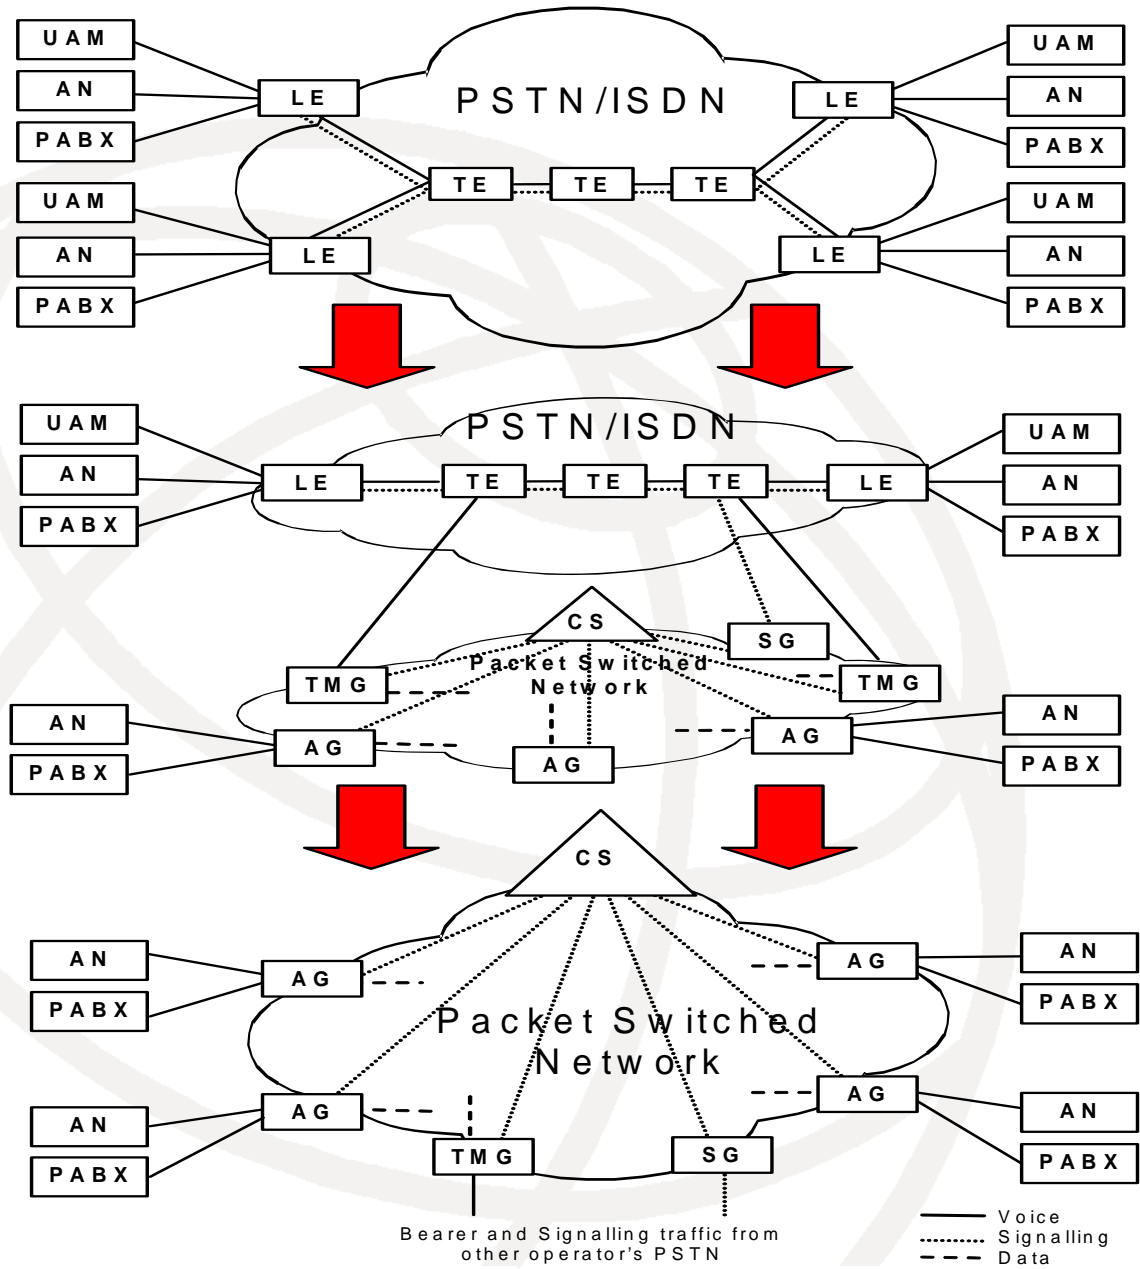 UAM
UAM
AN
LE
PSTN/ISDN
LE
AN
PABX
PABX
TE
TE
TE
UAM
UAM
AN
LE
LE
AN
PABX
PABX
PSTN/ISDN
UAM
UAM
AN
LE
TE
TE
TE
LE
AN
PABX
PABX
CS
SG
Packet Switched
Network
TMG
TMG
AN
AN
AG
AG
PABX
AG
PABX
CS
AN
AG
AG
AN
PABX
PABX
Packet Switched
Network
AN
AG
AG
AN
PABX
TMG
SG
PABX
Bearer and Signalling traffic from
other operator's PSTN
Voice
Signalling
Data